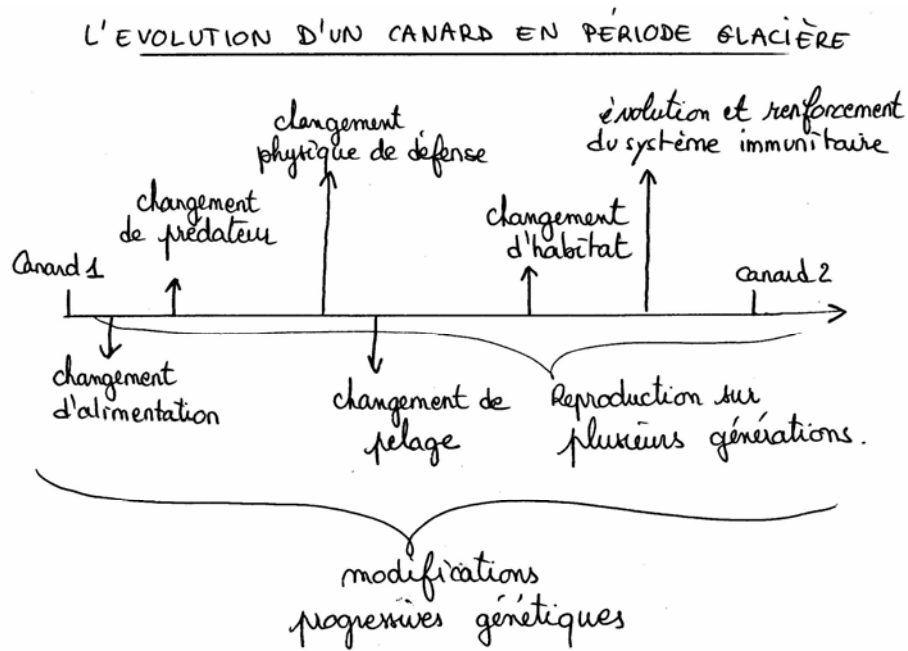 L'EVOLUTION D'UN CANARD EN PÉRIODE GLACIÈRE
changement
physique de défense
évolution et renforcement
du système immunitaire
changement
de prédateur
changement
d'habitat
Canard 1
canard 2
changement
d'alimentation
changement de
pelage
Reproduction sur
plusieurs générations.
modifications
progressives génétiques